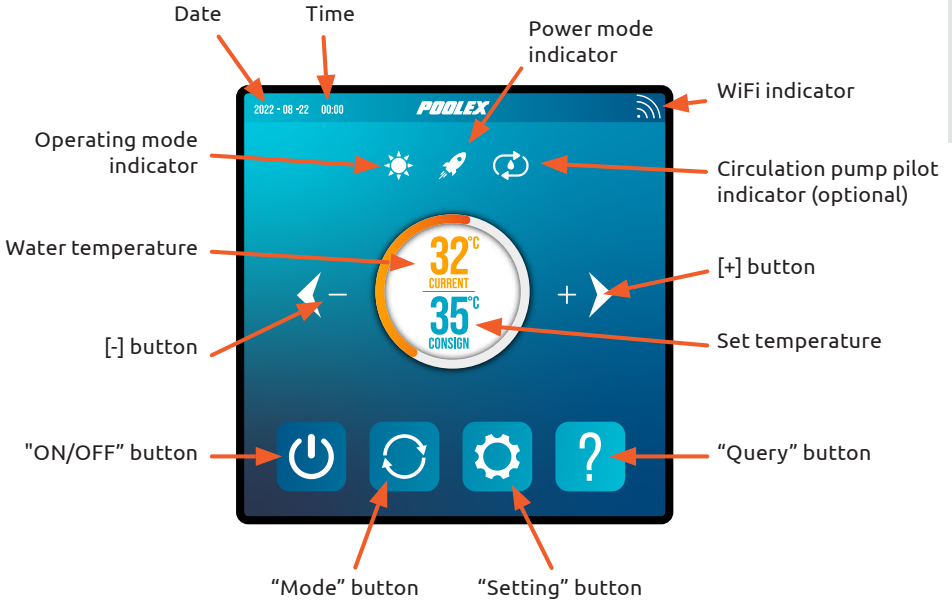 Date
Time
Power mode
indicator
WiFi indicator
2022 - 08 -22
00:00
POOLEX
Operating mode
indicator
Circulation pump pilot
indicator (optional)
Water temperature
32°C
CURRENT
35°C
CONSIGN
-
+
[+] button
[-] button
Set temperature
"ON/OFF” button
?
“Query” button
“Mode” button
“Setting” button